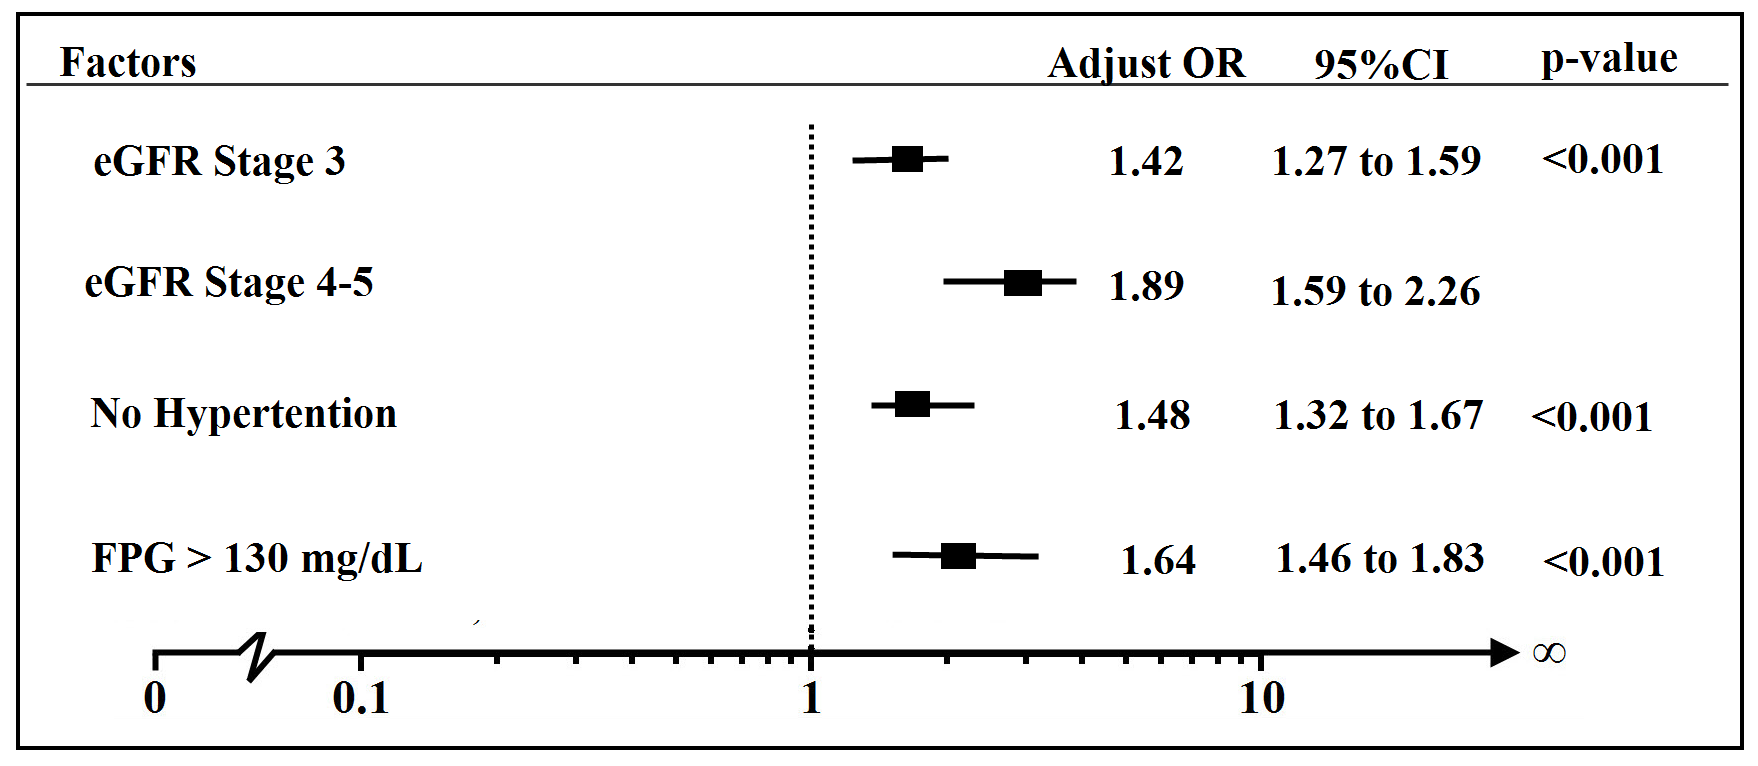 Factors Adjust OR 95%CI p-value
eGFR Stage 3 1.42 1.27 to 1.59 <0.001
eGFR Stage 4-5 1.89 1.59 to 2.26
No Hypertention 1.48 1.32 to 1.67 <0.001
FPG > 130 mg/dL 1.64 1.46 to 1.83 <0.001
∞
0 0.1 1 10